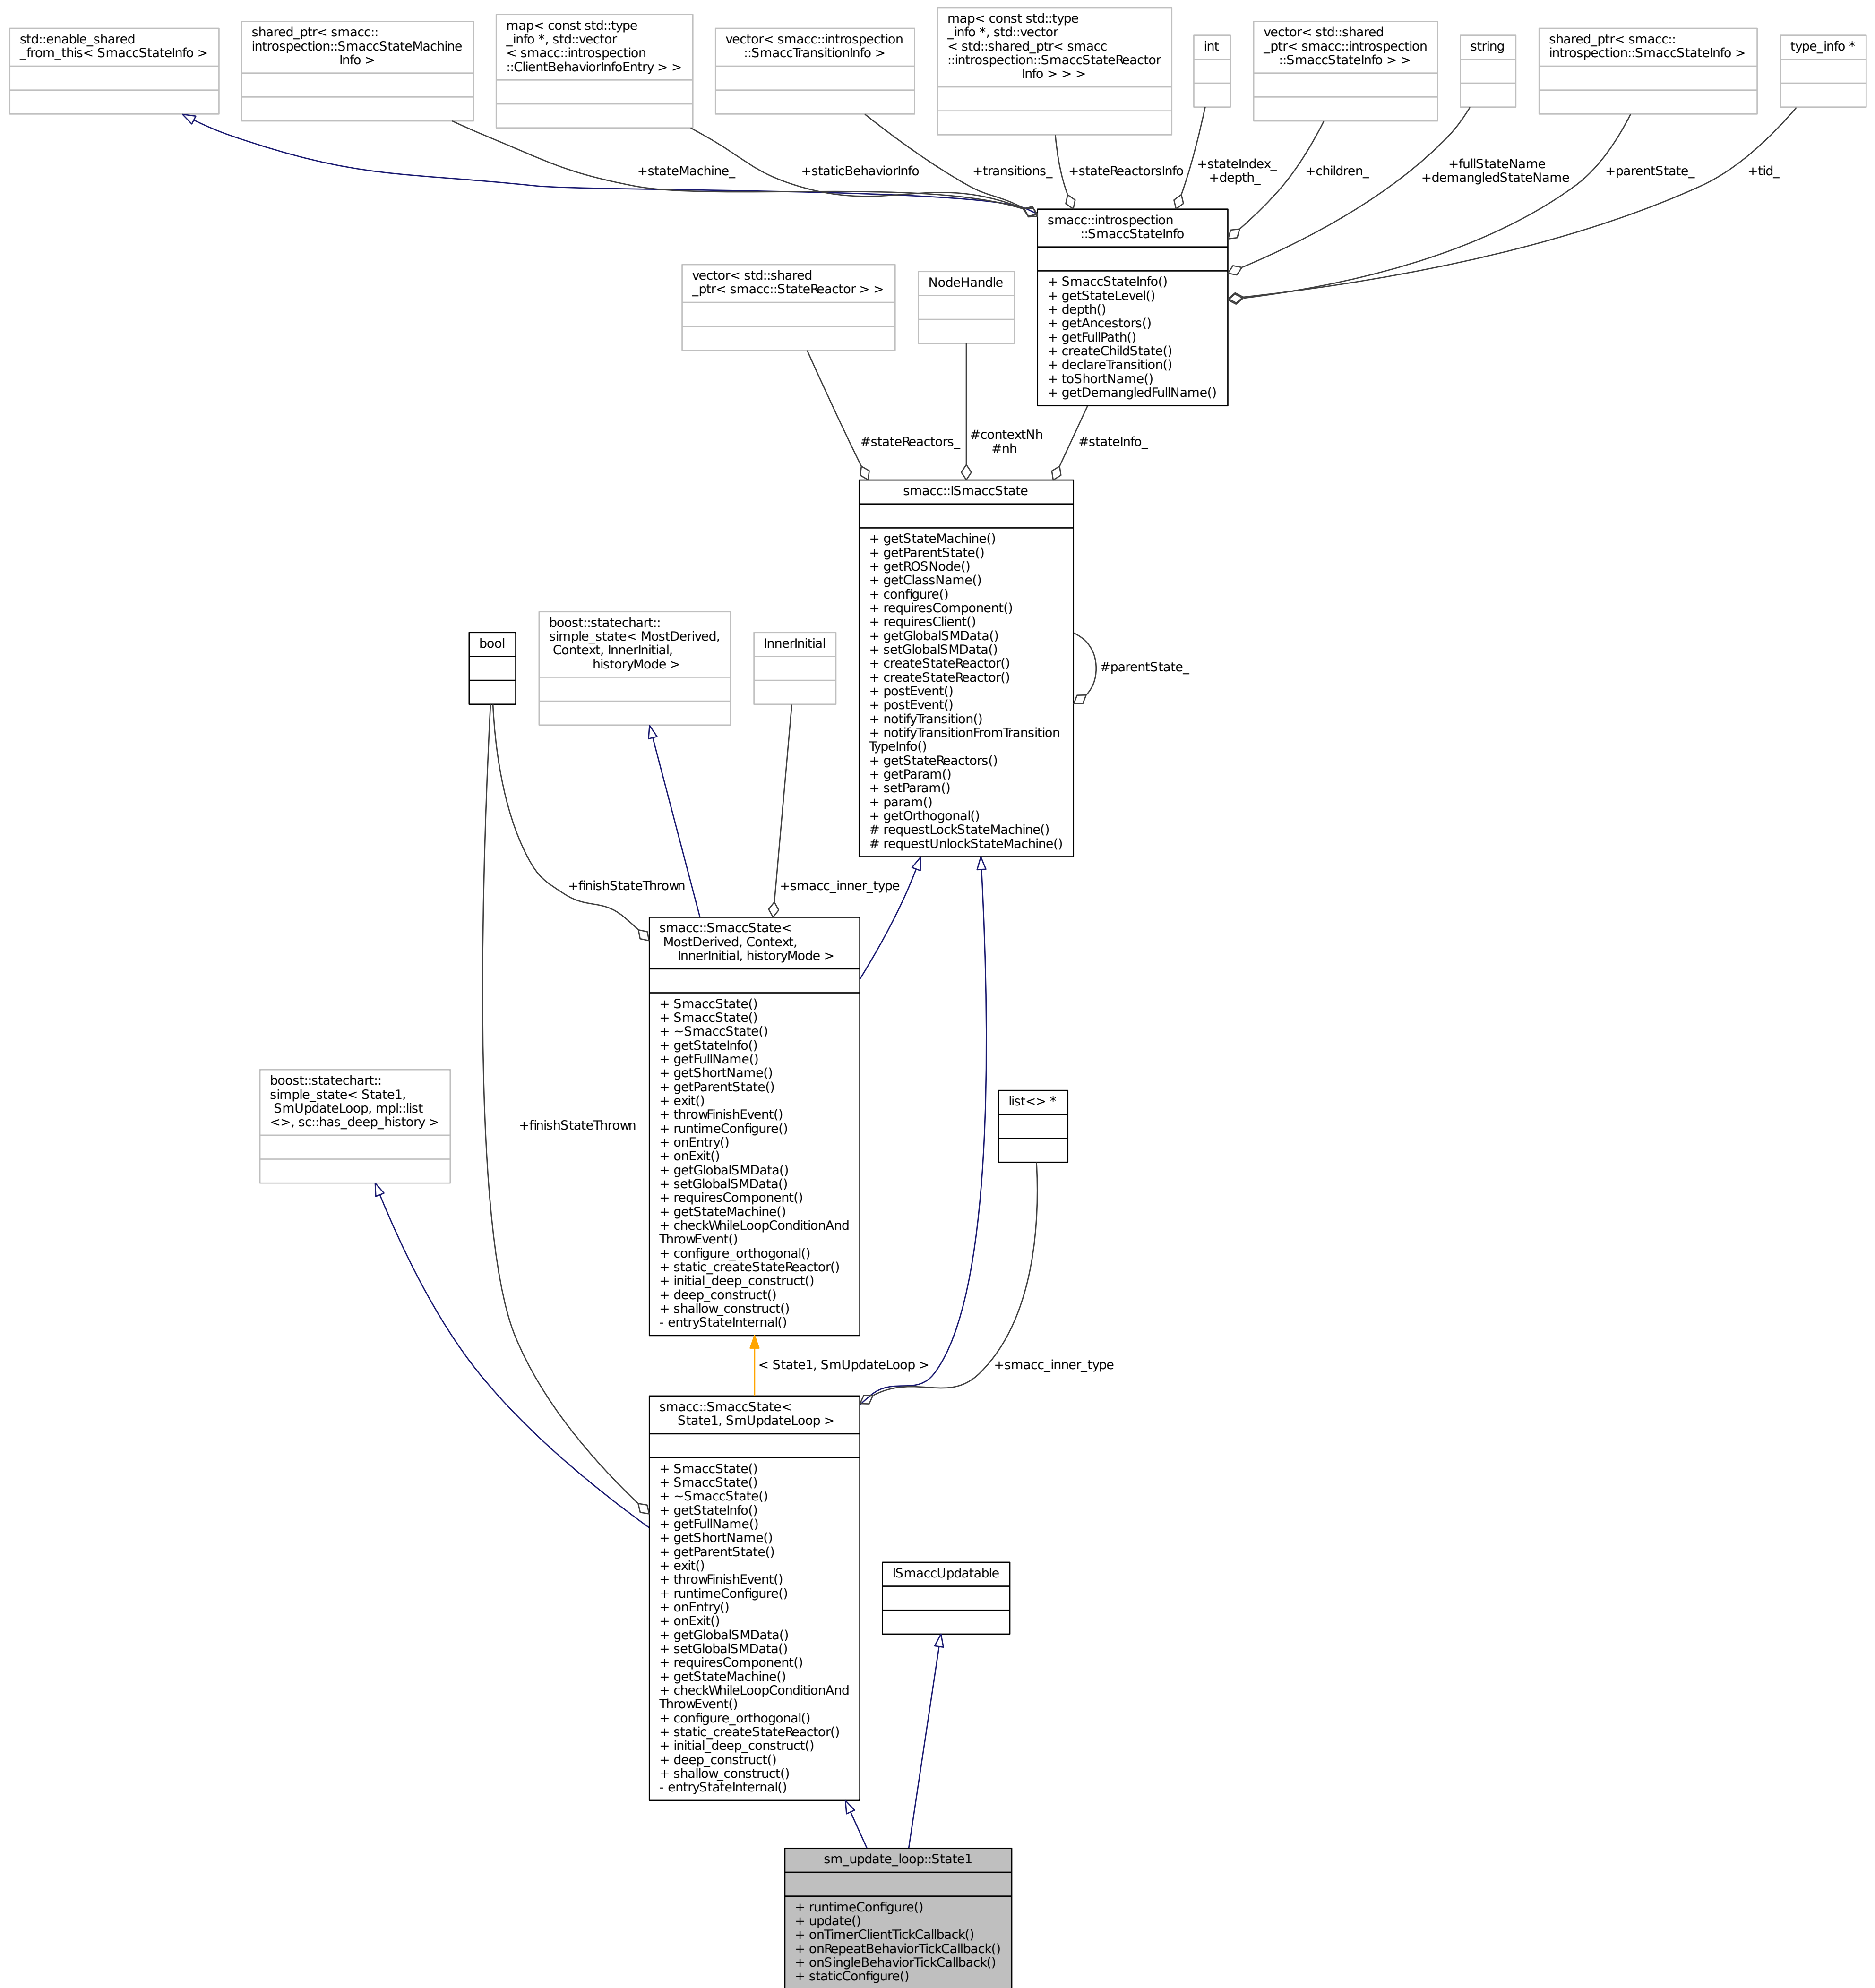 std::enable_shared
_from_this< SmaccStateInfo >
shared_ptr< smacc::
introspection::SmaccStateMachine
Info >
map< const std::type
_info *, std::vector
< smacc::introspection
::ClientBehaviorInfoEntry > >
vector< smacc::introspection
::SmaccTransitionInfo >
map< const std::type
_info *, std::vector
< std::shared_ptr< smacc
::introspection::SmaccStateReactor
Info > > >
int
vector< std::shared
_ptr< smacc::introspection
::SmaccStateInfo > >
string
shared_ptr< smacc::
introspection::SmaccStateInfo >
type_info *
+stateMachine_
+staticBehaviorInfo
+transitions_
+stateReactorsInfo
+stateIndex_
+depth_
+children_
+fullStateName
+demangledStateName
+parentState_
+tid_
smacc::introspection
::SmaccStateInfo
+ SmaccStateInfo()
+ getStateLevel()
+ depth()
+ getAncestors()
+ getFullPath()
+ createChildState()
+ declareTransition()
+ toShortName()
+ getDemangledFullName()
vector< std::shared
_ptr< smacc::StateReactor > >
NodeHandle
#stateReactors_
#contextNh
#nh
#stateInfo_
smacc::ISmaccState
+ getStateMachine()
+ getParentState()
+ getROSNode()
+ getClassName()
+ configure()
+ requiresComponent()
+ requiresClient()
+ getGlobalSMData()
+ setGlobalSMData()
+ createStateReactor()
+ createStateReactor()
+ postEvent()
+ postEvent()
+ notifyTransition()
+ notifyTransitionFromTransition
TypeInfo()
+ getStateReactors()
+ getParam()
+ setParam()
+ param()
+ getOrthogonal()
# requestLockStateMachine()
# requestUnlockStateMachine()
#parentState_
bool
boost::statechart::
simple_state< MostDerived,
Context, InnerInitial,
historyMode >
InnerInitial
+finishStateThrown
+smacc_inner_type
smacc::SmaccState<
MostDerived, Context,
InnerInitial, historyMode >
+ SmaccState()
+ SmaccState()
+ ~SmaccState()
+ getStateInfo()
+ getFullName()
+ getShortName()
+ getParentState()
+ exit()
+ throwFinishEvent()
+ runtimeConfigure()
+ onEntry()
+ onExit()
+ getGlobalSMData()
+ setGlobalSMData()
+ requiresComponent()
+ getStateMachine()
+ checkWhileLoopConditionAnd
ThrowEvent()
+ configure_orthogonal()
+ static_createStateReactor()
+ initial_deep_construct()
+ deep_construct()
+ shallow_construct()
- entryStateInternal()
boost::statechart::
simple_state< State1,
SmUpdateLoop, mpl::list
<>, sc::has_deep_history >
+finishStateThrown
list<> *
< State1, SmUpdateLoop >
+smacc_inner_type
smacc::SmaccState<
State1, SmUpdateLoop >
+ SmaccState()
+ SmaccState()
+ ~SmaccState()
+ getStateInfo()
+ getFullName()
+ getShortName()
+ getParentState()
+ exit()
+ throwFinishEvent()
+ runtimeConfigure()
+ onEntry()
+ onExit()
+ getGlobalSMData()
+ setGlobalSMData()
+ requiresComponent()
+ getStateMachine()
+ checkWhileLoopConditionAnd
ThrowEvent()
+ configure_orthogonal()
+ static_createStateReactor()
+ initial_deep_construct()
+ deep_construct()
+ shallow_construct()
- entryStateInternal()
ISmaccUpdatable
sm_update_loop::State1
+ runtimeConfigure()
+ update()
+ onTimerClientTickCallback()
+ onRepeatBehaviorTickCallback()
+ onSingleBehaviorTickCallback()
+ staticConfigure()